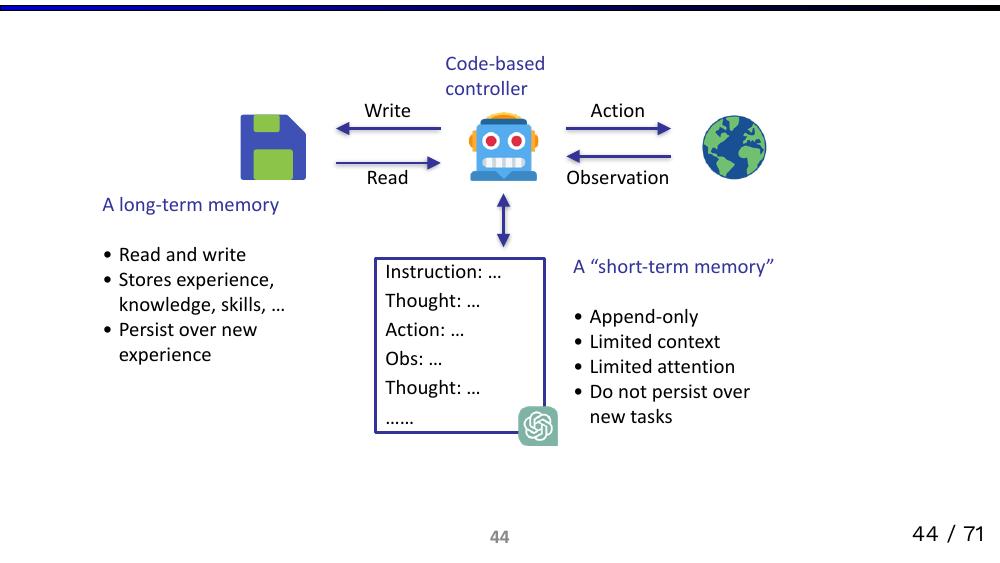 Code-based
controller
Write
Action
Read
Observation
A long-term memory
• Read and write
• Stores experience,
knowledge, skills, …
• Persist over new
experience
Instruction: …
Thought: …
Action: …
Obs: …
Thought: …
……
A “short-term memory”
• Append-only
• Limited context
• Limited attention
• Do not persist over
new tasks
44
44 / 71